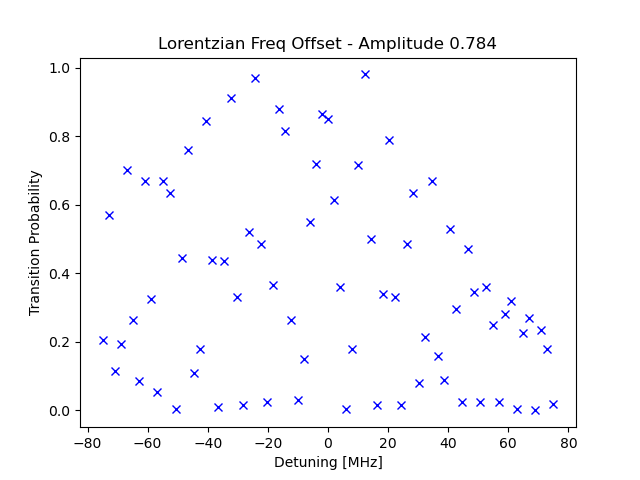 Lorentzian Freq Offset - Amplitude 0.784
1.0
0.8
0.6
0.4
0.2
0.0
Transition Probability
−80 −60 −40 −20 0 20 40 60 80
Detuning [MHz]